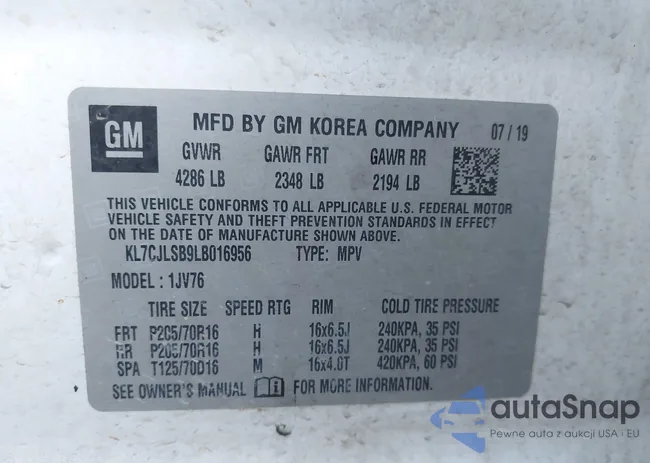 GM MFD BY GM KOREA COMPANY 07/19
GVWR GAWR FRT GAWR RR
4286 LB 2348 LB 2194 LB
THIS VEHICLE CONFORMS TO ALL APPLICABLE U.S. FEDERAL MOTOR
VEHICLE SAFETY AND THEFT PREVENTION STANDARDS IN EFFECT
ON THE DATE OF MANUFACTURE SHOWN ABOVE.
KL7CJLSB9LB016956 TYPE: MPV
MODEL: 1JV76
TIRE SIZE SPEED RTG RIM COLD TIRE PRESSURE
FRT P205/70R16 H 16x6.5J 240KPA, 35 PSI
RR P205/70R16 H 16x6.5J 240KPA, 35 PSI
SPA T125/70D16 M 16x4.0T 420KPA, 60 PSI
SEE OWNER'S MANUAL FOR MORE INFORMATION.
autoSnap
Pewne auta z aukcji USA i EU